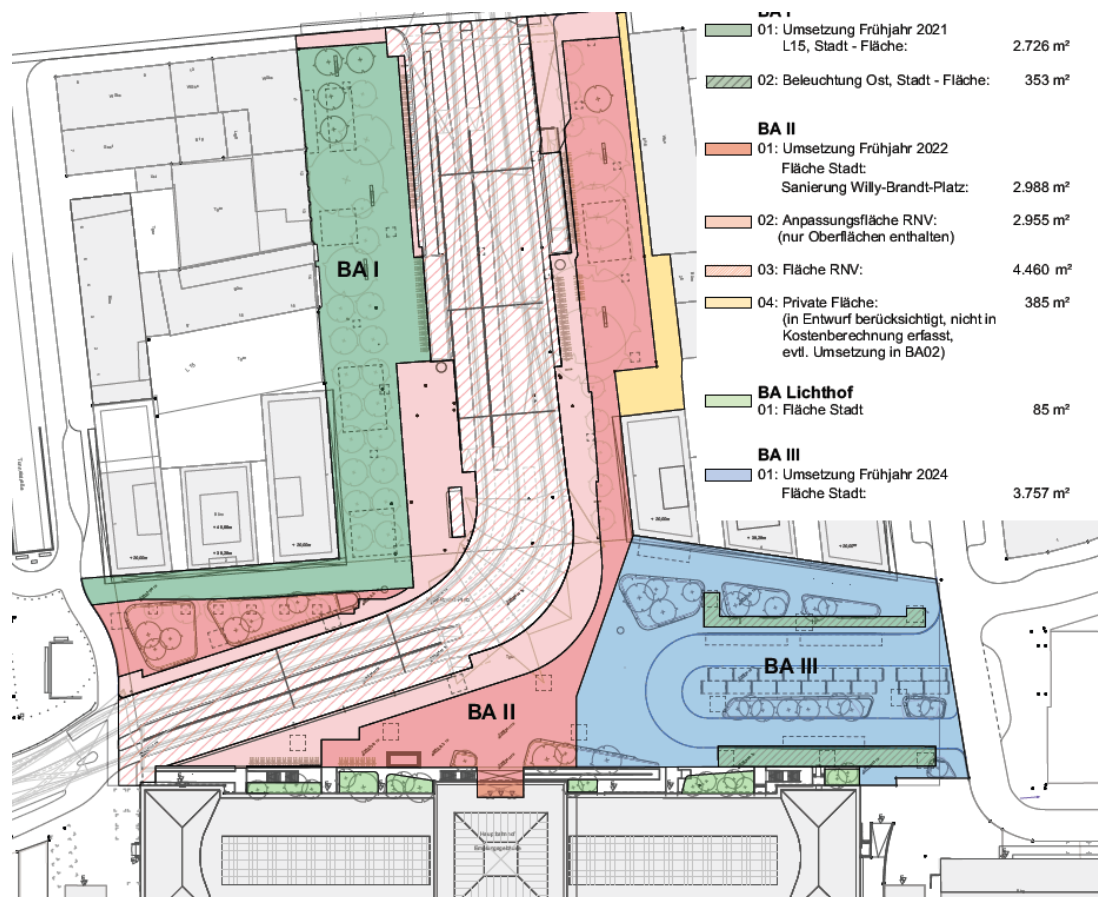 BA I
01: Umsetzung Frühjahr 2021
L15, Stadt - Fläche: 2.726 m²
02: Beleuchtung Ost, Stadt - Fläche: 353 m²
BA II
01: Umsetzung Frühjahr 2022
Fläche Stadt:
Sanierung Willy-Brandt-Platz: 2.988 m²
02: Anpassungsfläche RNV: 2.955 m²
(nur Oberflächen enthalten)
03: Fläche RNV: 4.460 m²
04: Private Fläche: 385 m²
(in Entwurf berücksichtigt, nicht in
Kostenberechnung erfasst,
evtl. Umsetzung in BA02)
BA Lichthof
01: Fläche Stadt 85 m²
BA III
01: Umsetzung Frühjahr 2024
Fläche Stadt: 3.757 m²
BA I
L 15
BA III
BA II
Hauptbahnhof
Empfangsgebäude